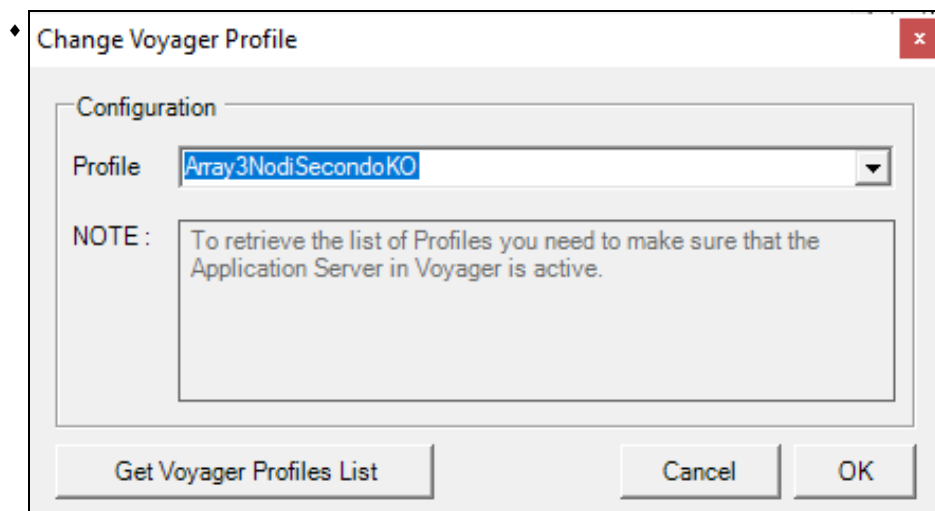 Change Voyager Profile
Configuration
Profile Array3NodiSecondoKO
NOTE : To retrieve the list of Profiles you need to make sure that the
Application Server in Voyager is active.
Get Voyager Profiles List Cancel OK